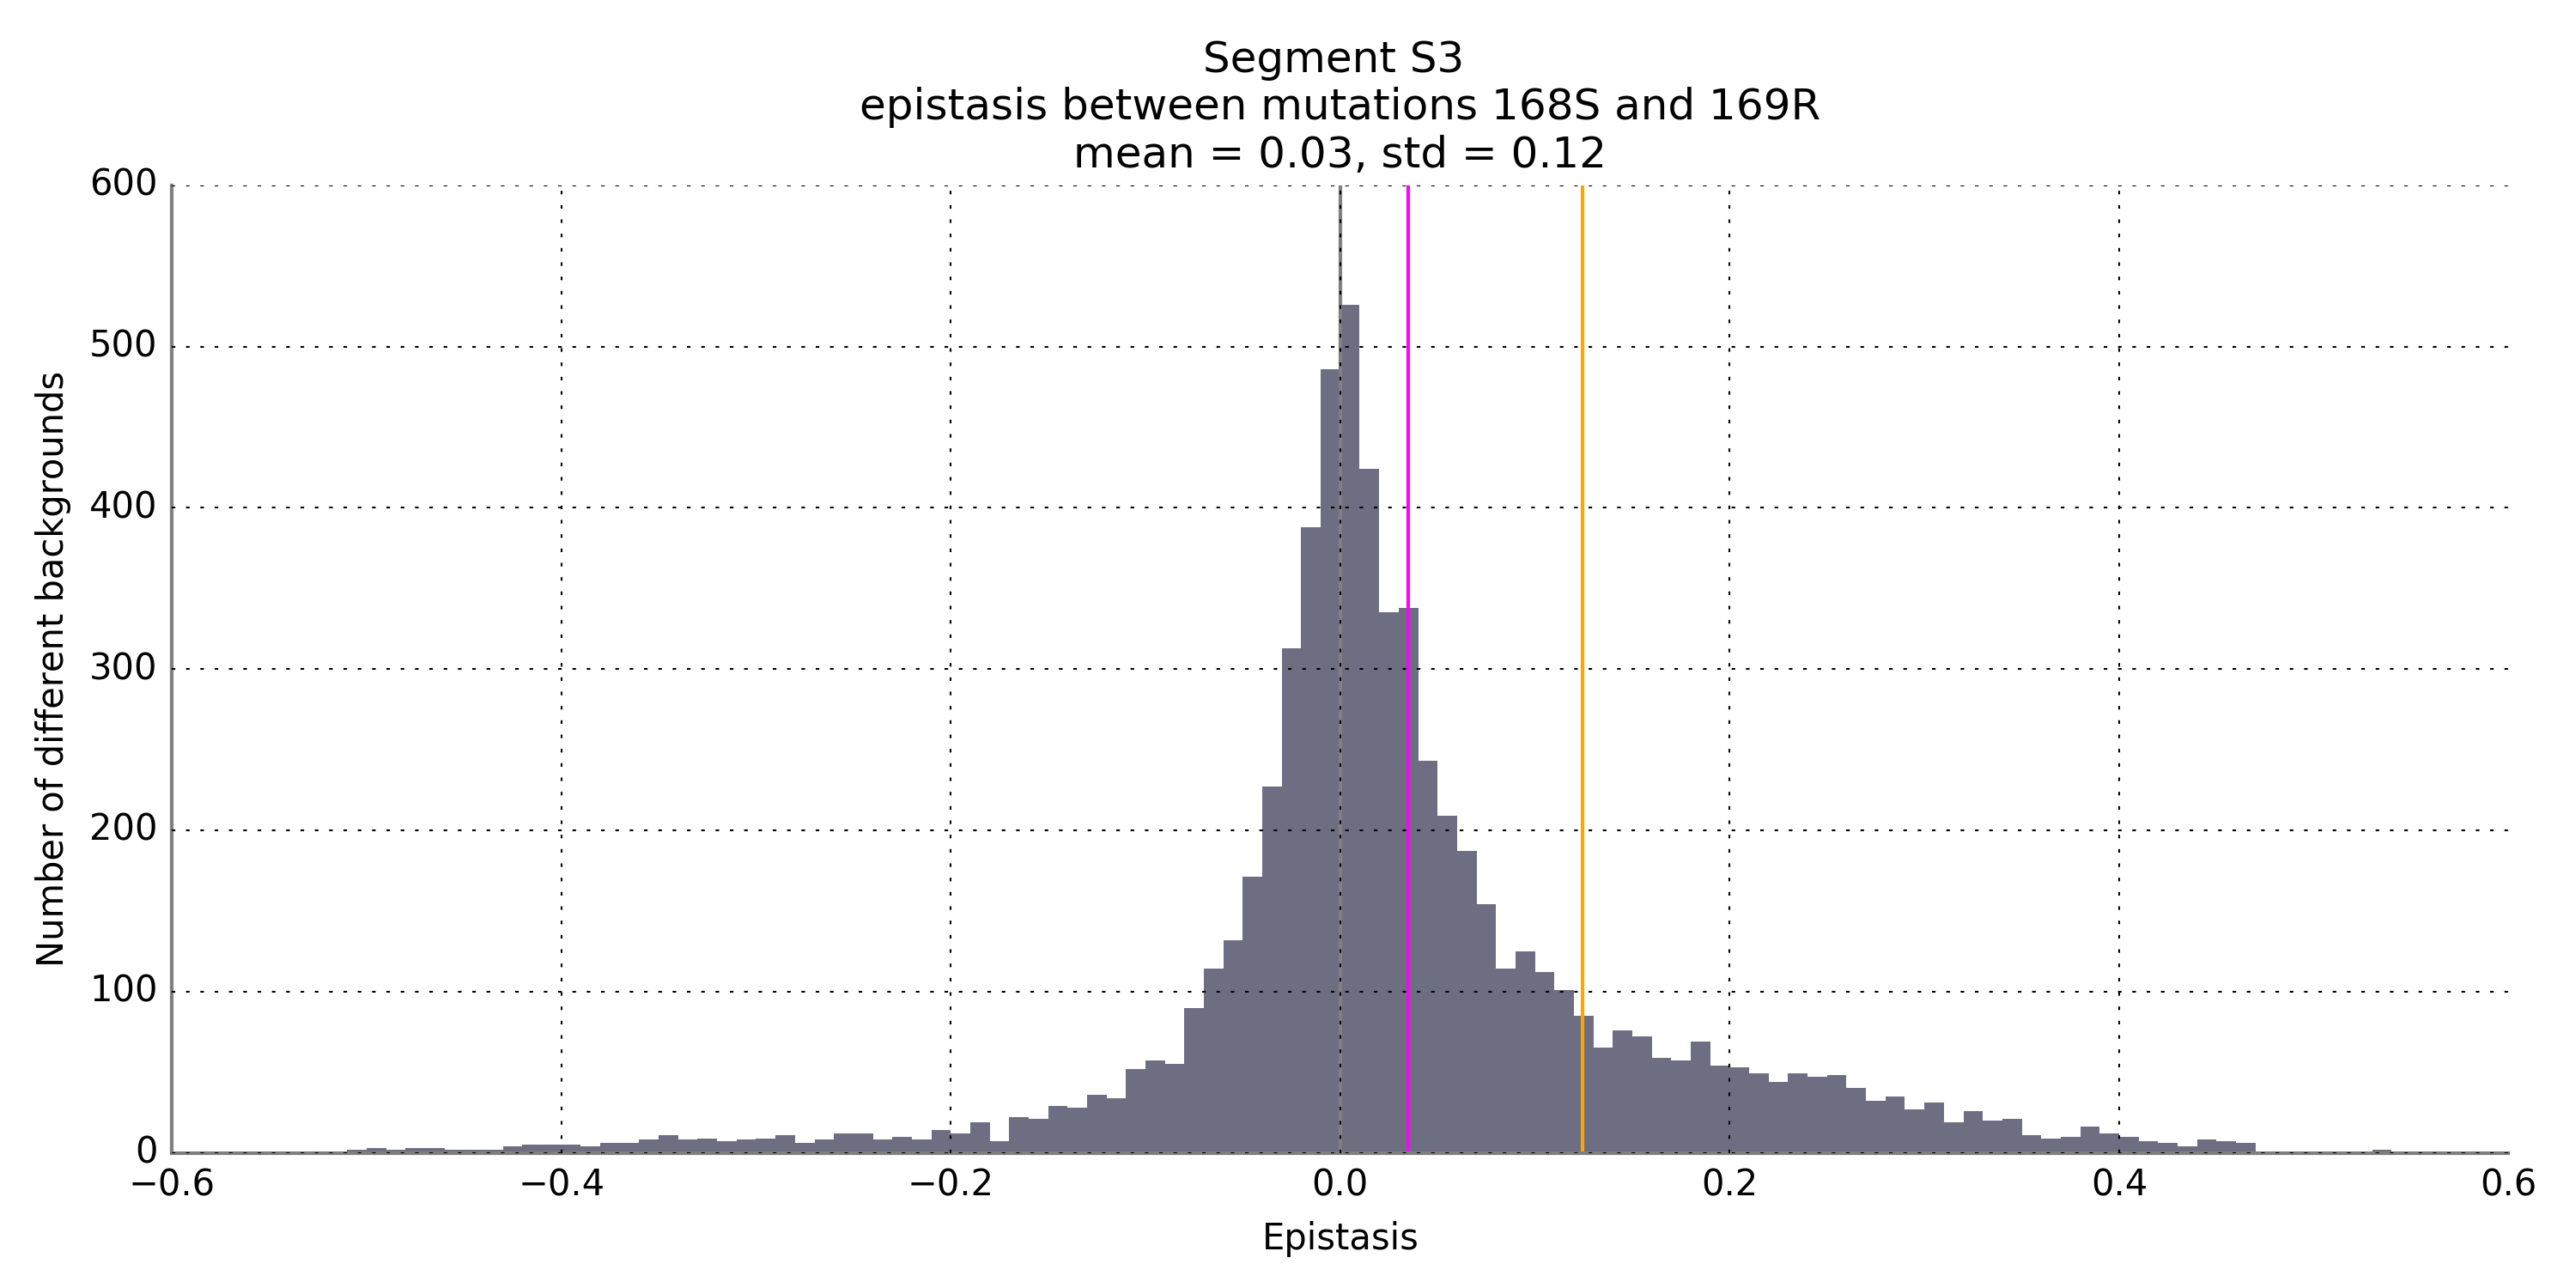 Segment S3
epistasis between mutations 168S and 169R
mean = 0.03, std = 0.12
600
500
400
300
200
100
0
Number of different backgrounds
−0.6
−0.4
−0.2
0.0
0.2
0.4
0.6
Epistasis